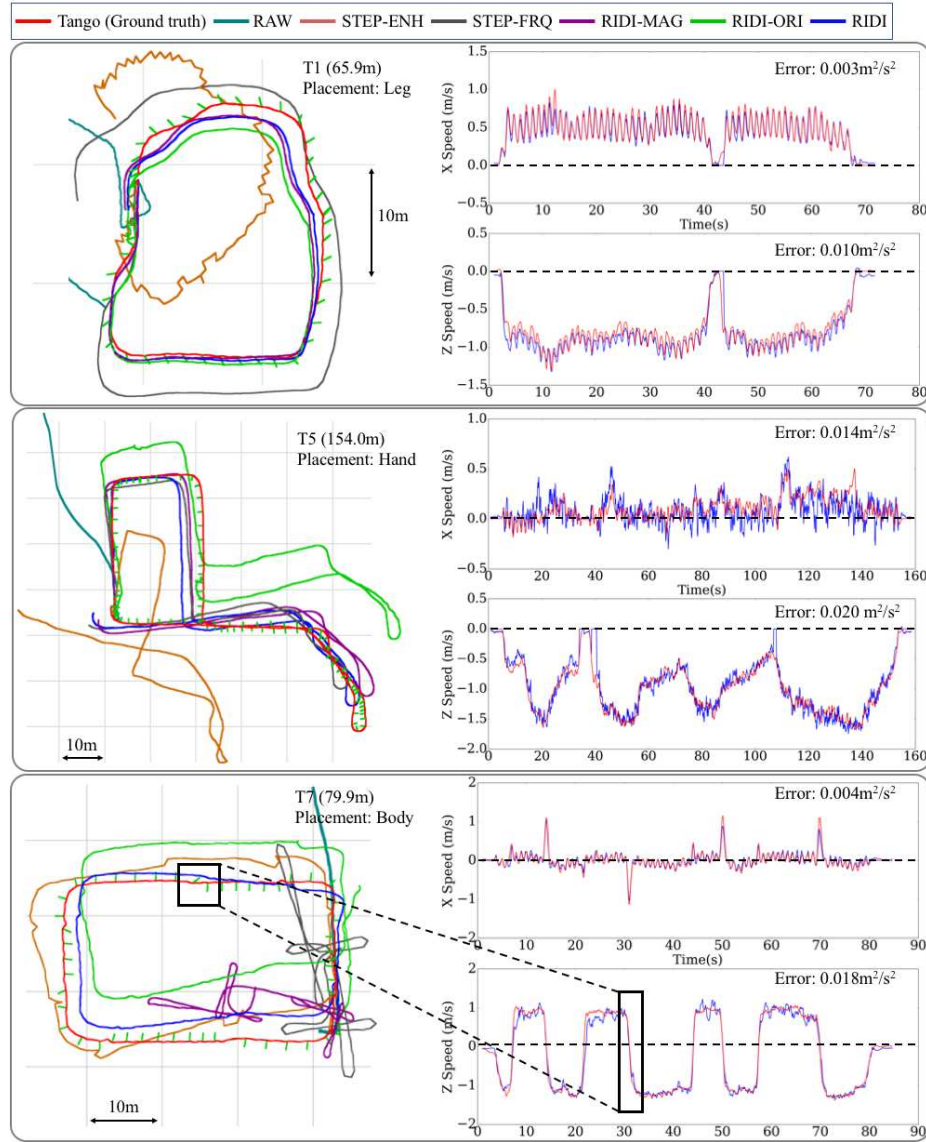 Tango (Ground truth) RAW STEP-ENH STEP-FRQ RIDI-MAG RIDI-ORI RIDI
T1 (65.9m)
Placement: Leg
10m
Error: 0.003m²/s²
X Speed (m/s)
1.5
1.0
0.5
0.0
−0.5
0 10 20 30 40 50 60 70 80
Time(s)
Error: 0.010m²/s²
Z Speed (m/s)
0.5
0.0
−0.5
−1.0
−1.5
0 10 20 30 40 50 60 70 80
T5 (154.0m)
Placement: Hand
10m
Error: 0.014m²/s²
X Speed (m/s)
1.0
0.5
0.0
0.5
0 20 40 60 80 100 120 140 160
Time(s)
Error: 0.020 m²/s²
Z Speed (m/s)
0.5
0.0
−0.5
−1.0
−1.5
−2.0
0 20 40 60 80 100 120 140 160
T7 (79.9m)
Placement: Body
10m
Error: 0.004m²/s²
X Speed (m/s)
2
1
0
−1
−2
0 10 20 30 40 50 60 70 80 90
Time(s)
Error: 0.018m²/s²
Z Speed (m/s)
2
1
0
−1
−2
0 10 20 30 40 50 60 70 80 90